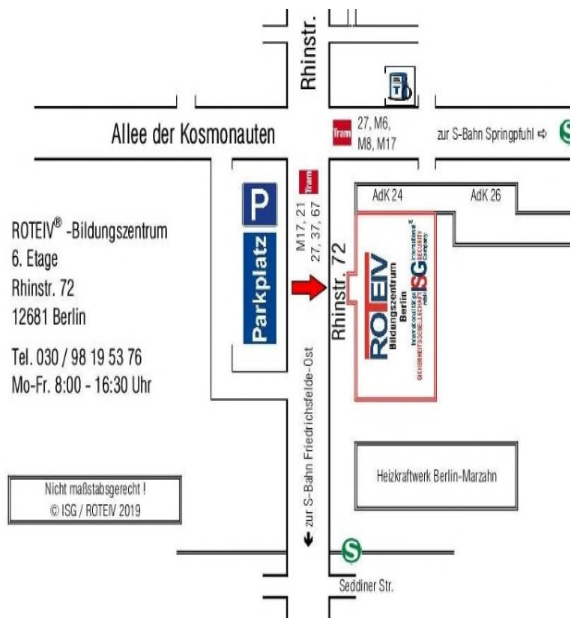 Rhinstr.
T
Allee der Kosmonauten
Tram
27, M6,
M8, M17
zur S-Bahn Springpfuhl ⇨
S
P
Parkplatz
Tram
M17, 21
27, 37, 67
AdK 24
AdK 26
ROTEIV® -Bildungszentrum
6. Etage
Rhinstr. 72
12681 Berlin
Tel. 030 / 98 19 53 76
Mo-Fr. 8:00 - 16:30 Uhr
Rhinstr. 72
ROTEIV
Bildungszentrum
Berlin
ISG
🡐 zur S-Bahn Friedrichsfelde-Ost
Heizkraftwerk Berlin-Marzahn
Nicht maßstabsgerecht !
© ISG / ROTEIV 2019
S
Seddiner Str.